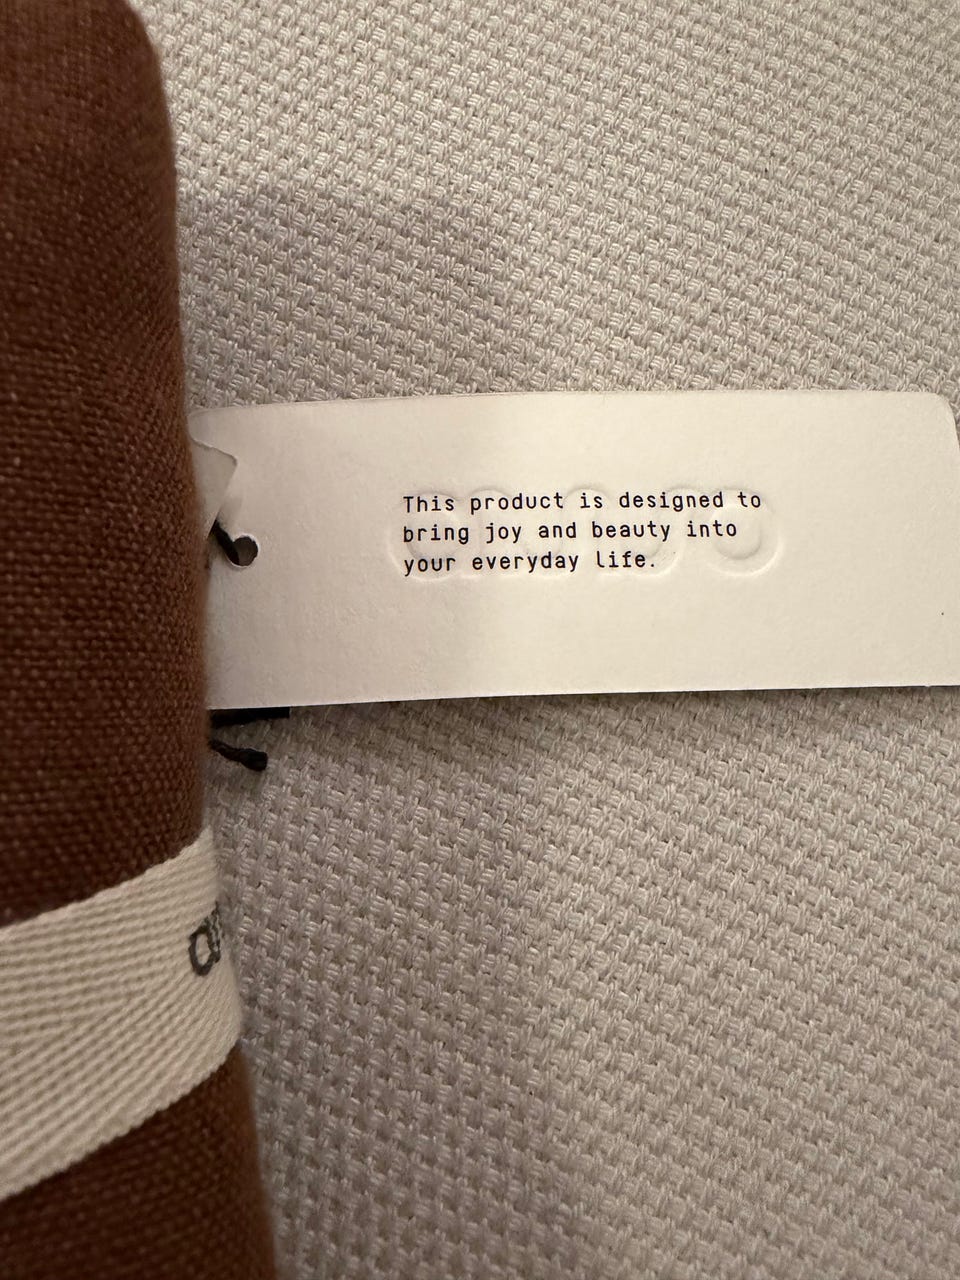 This product is designed to
bring joy and beauty into
your everyday life.